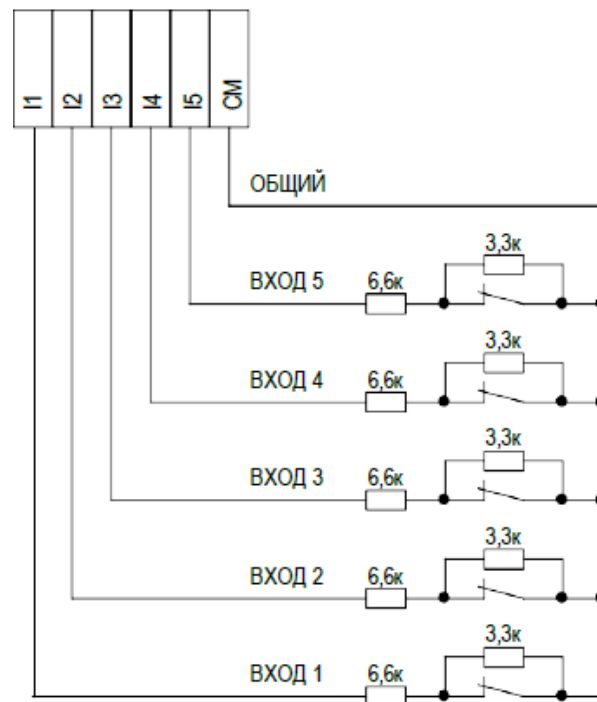 I1
I2
I3
I4
I5
CM
ОБЩИЙ
3,3к
ВХОД 5
6,6к
3,3к
ВХОД 4
6,6к
3,3к
ВХОД 3
6,6к
3,3к
ВХОД 2
6,6к
3,3к
ВХОД 1
6,6к